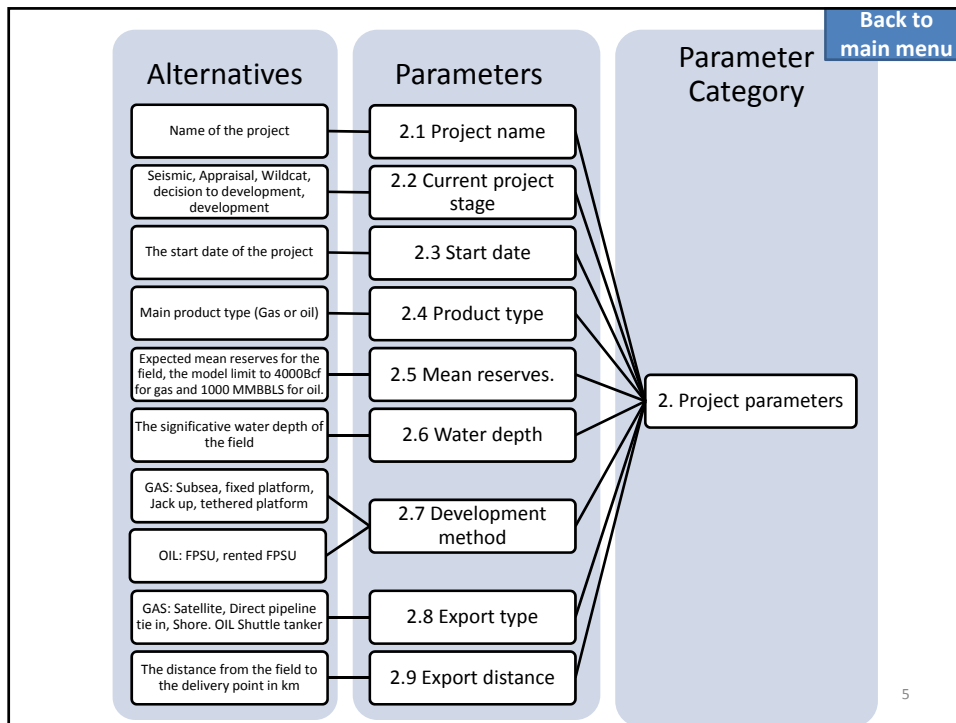 Back to
main menu
Alternatives
Parameters
Parameter
Category
Name of the project
2.1 Project name
Seismic, Appraisal, Wildcat,
decision to development,
development
2.2 Current project
stage
The start date of the project
2.3 Start date
Main product type (Gas or oil)
2.4 Product type
Expected mean reserves for the
field, the model limit to 4000Bcf
for gas and 1000 MMBBLS for oil.
2.5 Mean reserves.
2. Project parameters
The significative water depth of
the field
2.6 Water depth
GAS: Subsea, fixed platform,
Jack up, tethered platform
OIL: FPSU, rented FPSU
2.7 Development
method
GAS: Satellite, Direct pipeline
tie in, Shore. OIL Shuttle tanker
2.8 Export type
The distance from the field to
the delivery point in km
2.9 Export distance
5